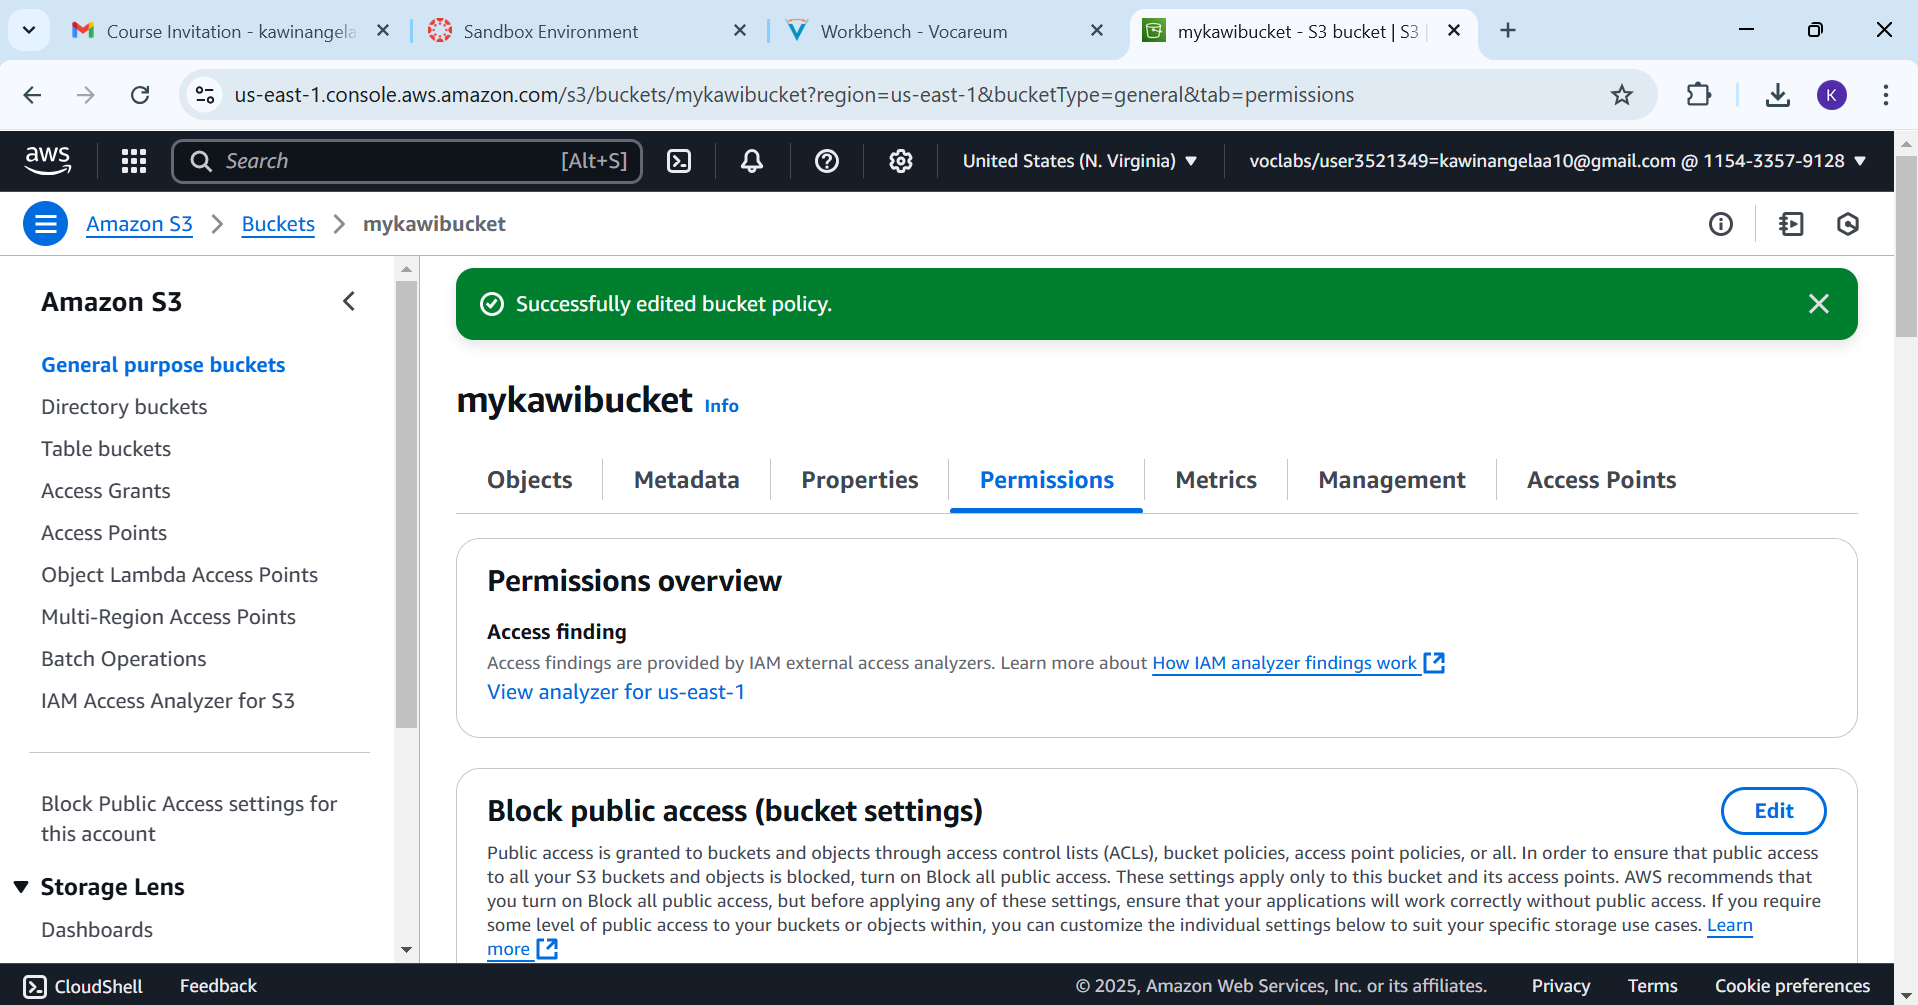 Course Invitation - kawinangela
Sandbox Environment
Workbench - Vocareum
mykawibucket - S3 bucket | S3
us-east-1.console.aws.amazon.com/s3/buckets/mykawibucket?region=us-east-1&bucketType=general&tab=permissions
K
aws
Search
[Alt+S]
United States (N. Virginia)
voclabs/user3521349=kawinangelaa10@gmail.com @ 1154-3357-9128
Amazon S3
Buckets
mykawibucket
Amazon S3
General purpose buckets
Directory buckets
Table buckets
Access Grants
Access Points
Object Lambda Access Points
Multi-Region Access Points
Batch Operations
IAM Access Analyzer for S3
Block Public Access settings for
this account
Storage Lens
Dashboards
Successfully edited bucket policy.
mykawibucket Info
Objects
Metadata
Properties
Permissions
Metrics
Management
Access Points
Permissions overview
Access finding
Access findings are provided by IAM external access analyzers. Learn more about How IAM analyzer findings work
View analyzer for us-east-1
Block public access (bucket settings)
Edit
Public access is granted to buckets and objects through access control lists (ACLs), bucket policies, access point policies, or all. In order to ensure that public access
to all your S3 buckets and objects is blocked, turn on Block all public access. These settings apply only to this bucket and its access points. AWS recommends that
you turn on Block all public access, but before applying any of these settings, ensure that your applications will work correctly without public access. If you require
some level of public access to your buckets or objects within, you can customize the individual settings below to suit your specific storage use cases. Learn
more
CloudShell
Feedback
© 2025, Amazon Web Services, Inc. or its affiliates.
Privacy
Terms
Cookie preferences